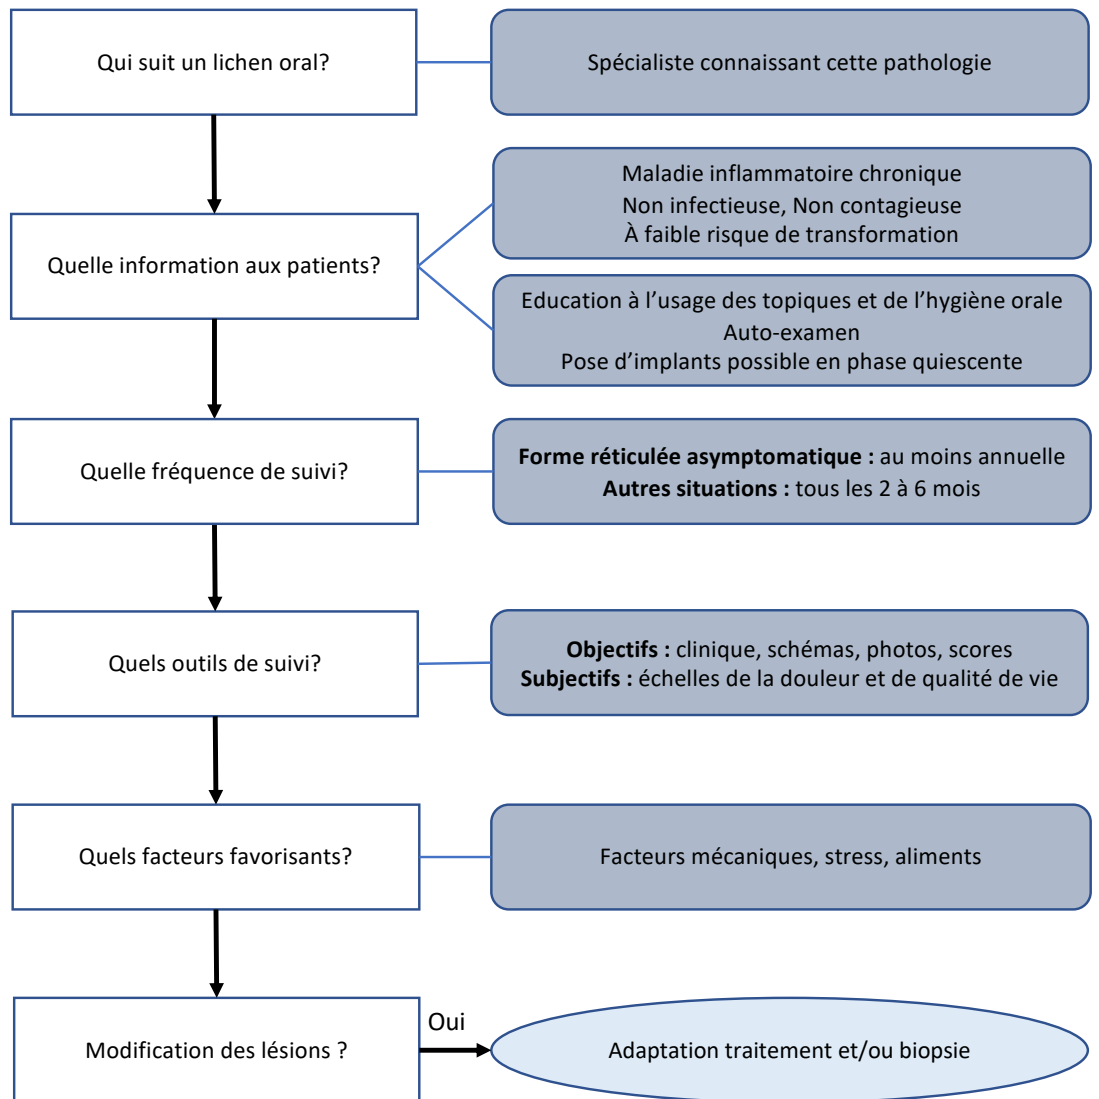 Qui suit un lichen oral?
Spécialiste connaissant cette pathologie
Quelle information aux patients?
Maladie inflammatoire chronique
Non infectieuse, Non contagieuse
À faible risque de transformation
Education à l’usage des topiques et de l’hygiène orale
Auto-examen
Pose d’implants possible en phase quiescente
Quelle fréquence de suivi?
Forme réticulée asymptomatique : au moins annuelle
Autres situations : tous les 2 à 6 mois
Quels outils de suivi?
Objectifs : clinique, schémas, photos, scores
Subjectifs : échelles de la douleur et de qualité de vie
Quels facteurs favorisants?
Facteurs mécaniques, stress, aliments
Modification des lésions ?
Oui
Adaptation traitement et/ou biopsie